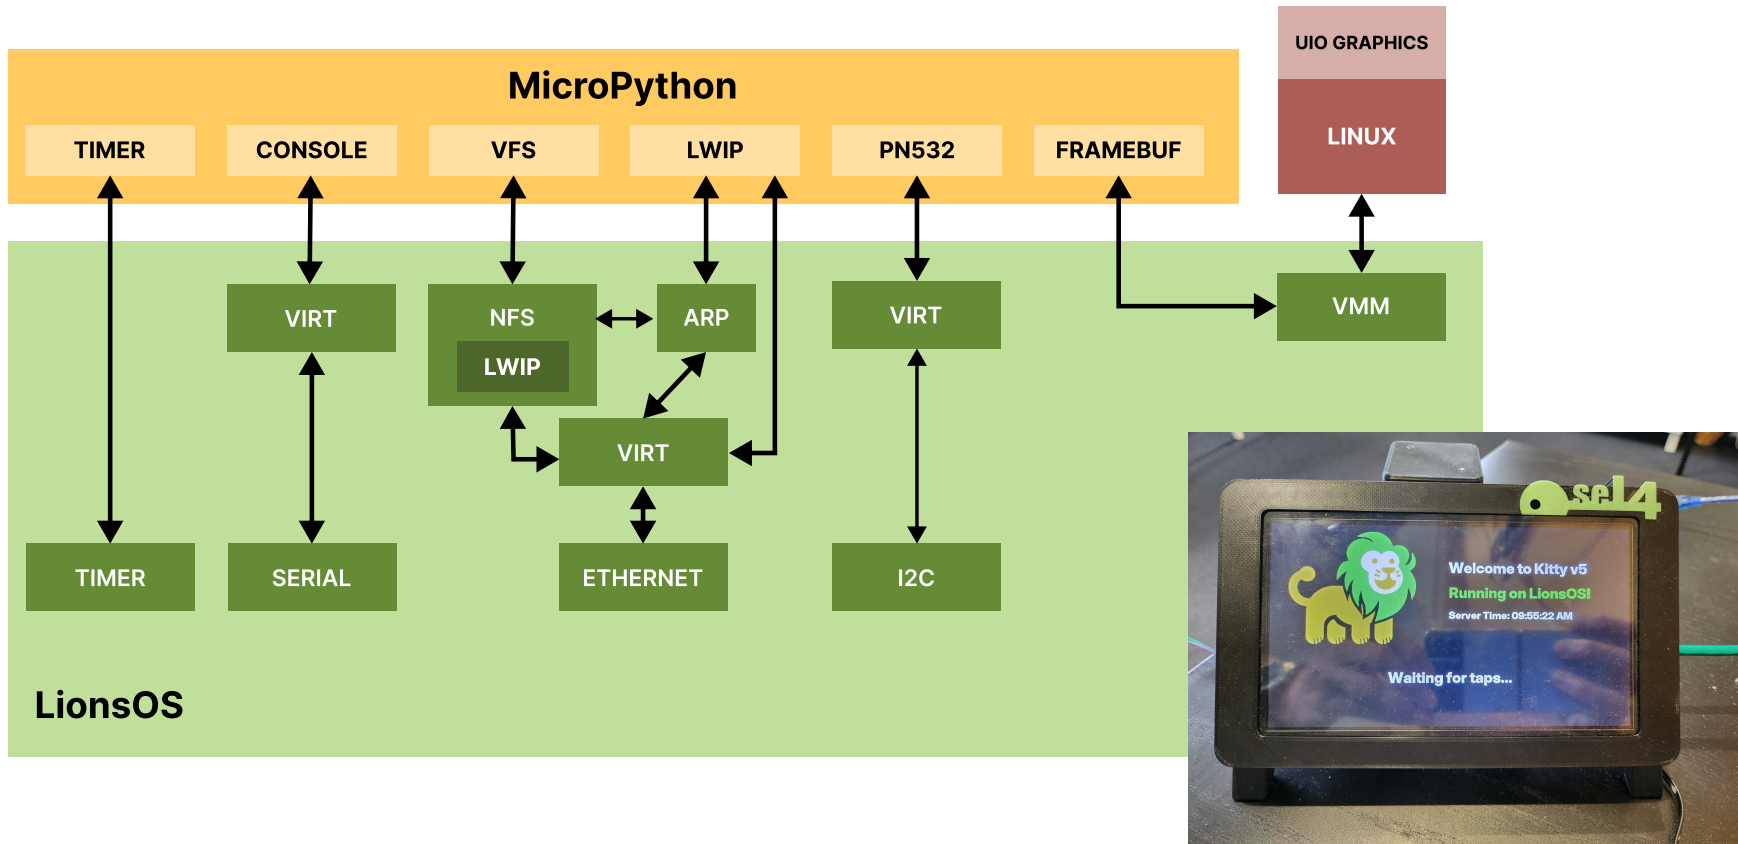 UIO GRAPHICS
MicroPython
LINUX
TIMER
CONSOLE
VFS
LWIP
PN532
FRAMEBUF
VIRT
NFS
ARP
VIRT
VMM
LWIP
VIRT
TIMER
SERIAL
ETHERNET
I2C
LionsOS
seL4
Welcome to Kitty v5
Running on LionsOS!
Server Time: 09:55:22 AM
Waiting for taps...